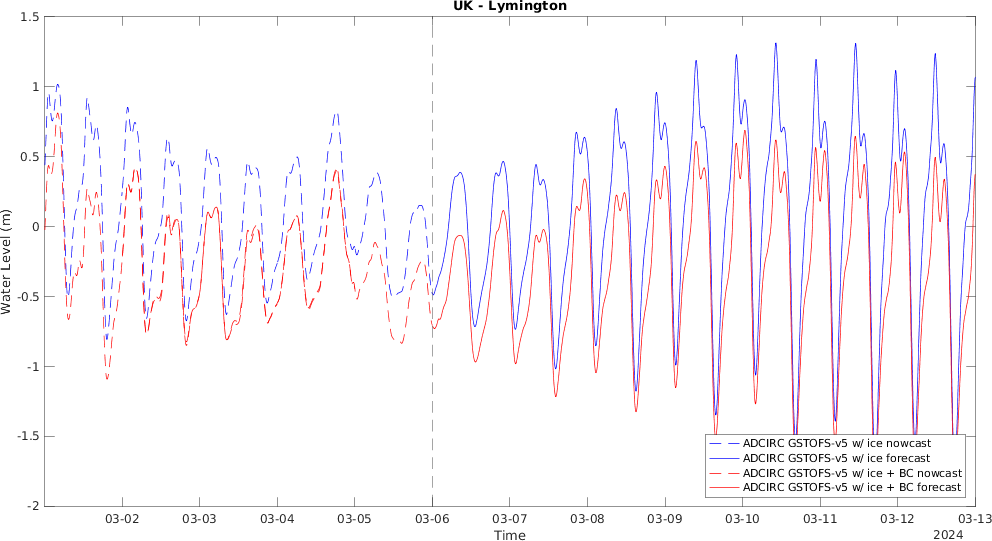 UK - Lymington
1.5
1
0.5
0
-0.5
-1
-1.5
-2
Water Level (m)
ADCIRC GSTOFS-v5 w/ ice nowcast
ADCIRC GSTOFS-v5 w/ ice forecast
ADCIRC GSTOFS-v5 w/ ice + BC nowcast
ADCIRC GSTOFS-v5 w/ ice + BC forecast
03-02 03-03 03-04 03-05 03-06 03-07 03-08 03-09 03-10 03-11 03-12 03-13
Time
2024